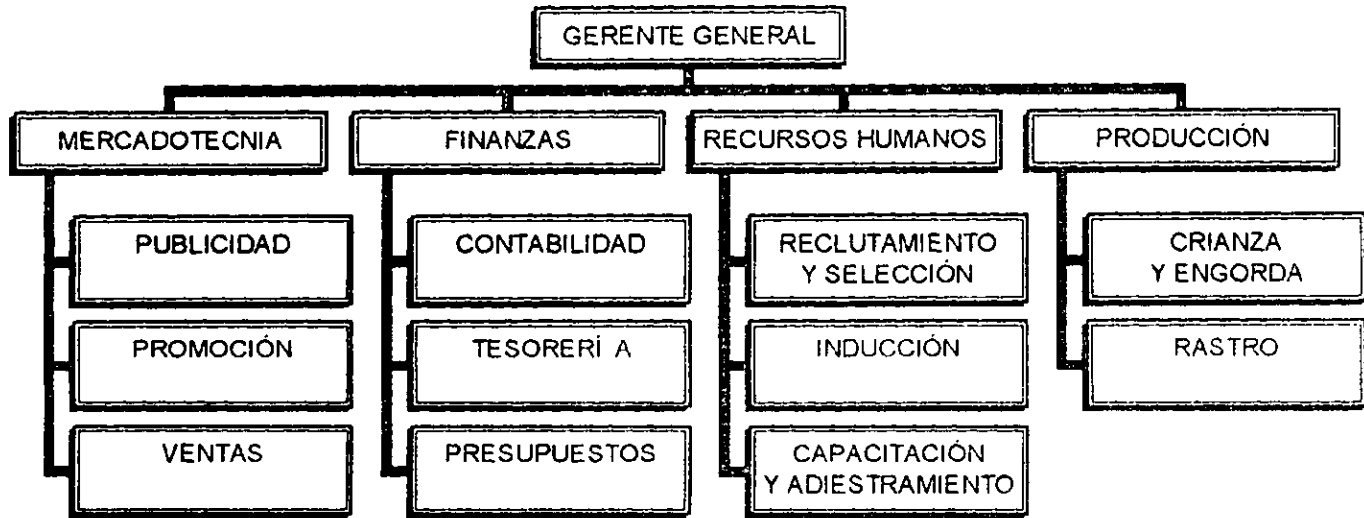 GERENTE GENERAL
MERCADOTECNIA
FINANZAS
RECURSOS HUMANOS
PRODUCCIÓN
PUBLICIDAD
CONTABILIDAD
RECLUTAMIENTO
Y SELECCIÓN
CRIANZA
Y ENGORDA
PROMOCIÓN
TESORERÍ A
INDUCCIÓN
RASTRO
VENTAS
PRESUPUESTOS
CAPACITACIÓN
Y ADIESTRAMIENTO